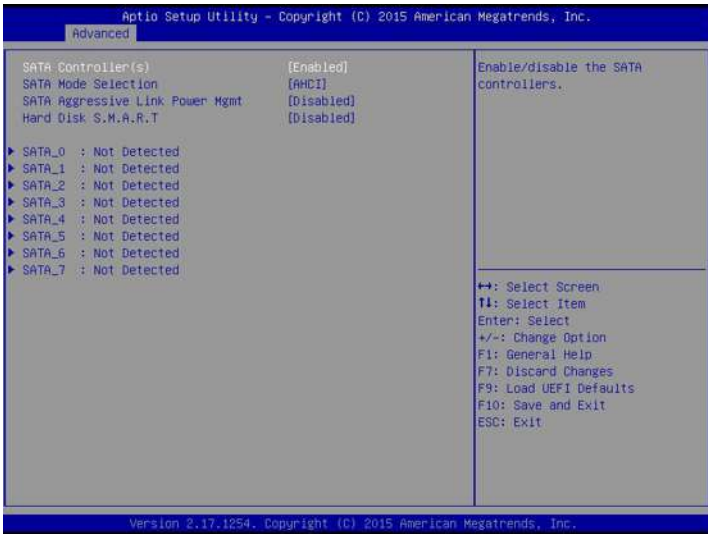 Aptio Setup Utility - Copyright (C) 2015 American Megatrends, Inc.
Advanced
SATA Controller(s) [Enabled]
SATA Mode Selection [AHCI]
SATA Aggressive Link Power Mgmt [Disabled]
Hard Disk S.M.A.R.T [Disabled]
SATA_0 : Not Detected
SATA_1 : Not Detected
SATA_2 : Not Detected
SATA_3 : Not Detected
SATA_4 : Not Detected
SATA_5 : Not Detected
SATA_6 : Not Detected
SATA_7 : Not Detected
Enable/disable the SATA
controllers.
↔: Select Screen
↑↓: Select Item
Enter: Select
+/-: Change Option
F1: General Help
F7: Discard Changes
F9: Load UEFI Defaults
F10: Save and Exit
ESC: Exit
Version 2.17.1254. Copyright (C) 2015 American Megatrends, Inc.